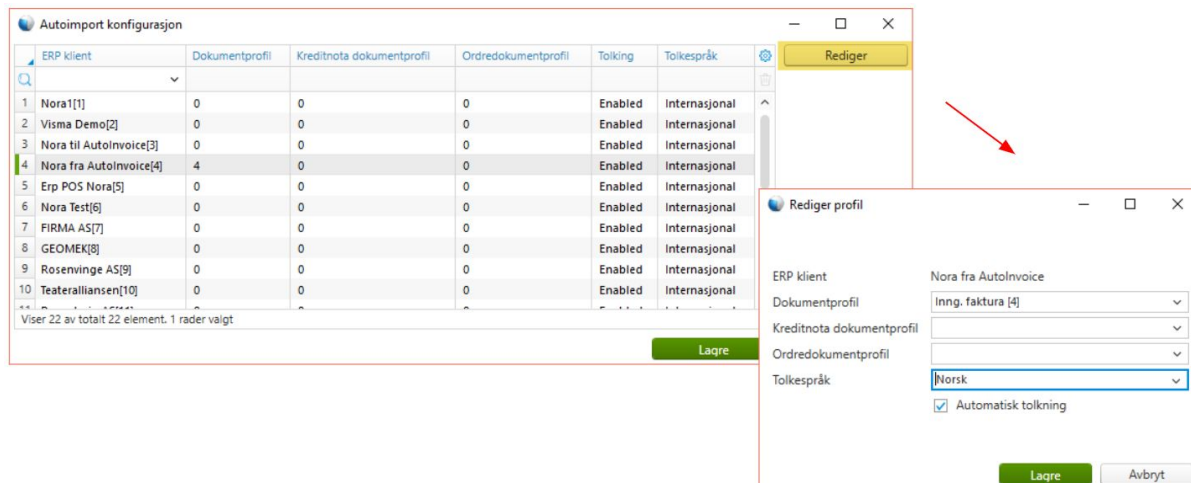 Autoimport konfigurasjon
ERP klient Dokumentprofil Kreditnota dokumentprofil Ordredokumentprofil Tolking Tolkespråk Rediger
1 Nora1[1] 0 0 0 Enabled Internasjonal
2 Visma Demo[2] 0 0 0 Enabled Internasjonal
3 Nora til AutoInvoice[3] 0 0 0 Enabled Internasjonal
4 Nora fra AutoInvoice[4] 4 0 0 Enabled Internasjonal
5 Erp POS Nora[5] 0 0 0 Enabled Internasjonal
6 Nora Test[6] 0 0 0 Enabled Internasjonal
7 FIRMA AS[7] 0 0 0 Enabled Internasjonal
8 GEOMEK[8] 0 0 0 Enabled Internasjonal
9 Rosenvinge AS[9] 0 0 0 Enabled Internasjonal
10 Teateralliansen[10] 0 0 0 Enabled Internasjonal
Viser 22 av totalt 22 element. 1 rader valgt
Lagre
Rediger profil
ERP klient Nora fra AutoInvoice
Dokumentprofil Inng. faktura [4]
Kreditnota dokumentprofil
Ordredokumentprofil
Tolkespråk Norsk
Automatisk tolkning
Lagre Avbryt